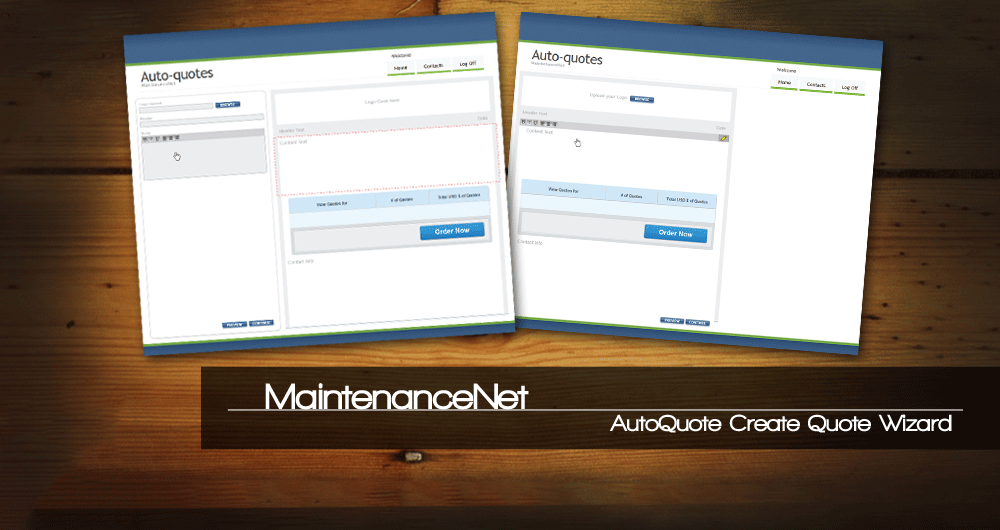 Auto-quotes
Welcome
Home
Contacts
Log Off
BROWSE
Logo Goes Here
Header Text
Date
Content Text
View Quotes for
# of Quotes
Total USD $ of Quotes
Order Now
Contact Info
PREVIEW
CONTINUE
Auto-quotes
Welcome
Home
Contacts
Log Off
Upload your Logo
BROWSE
Header Text
Date
Content Text
View Quotes for
# of Quotes
Total USD $ of Quotes
Order Now
Contact Info
PREVIEW
CONTINUE
MaintenanceNet
AutoQuote Create Quote Wizard